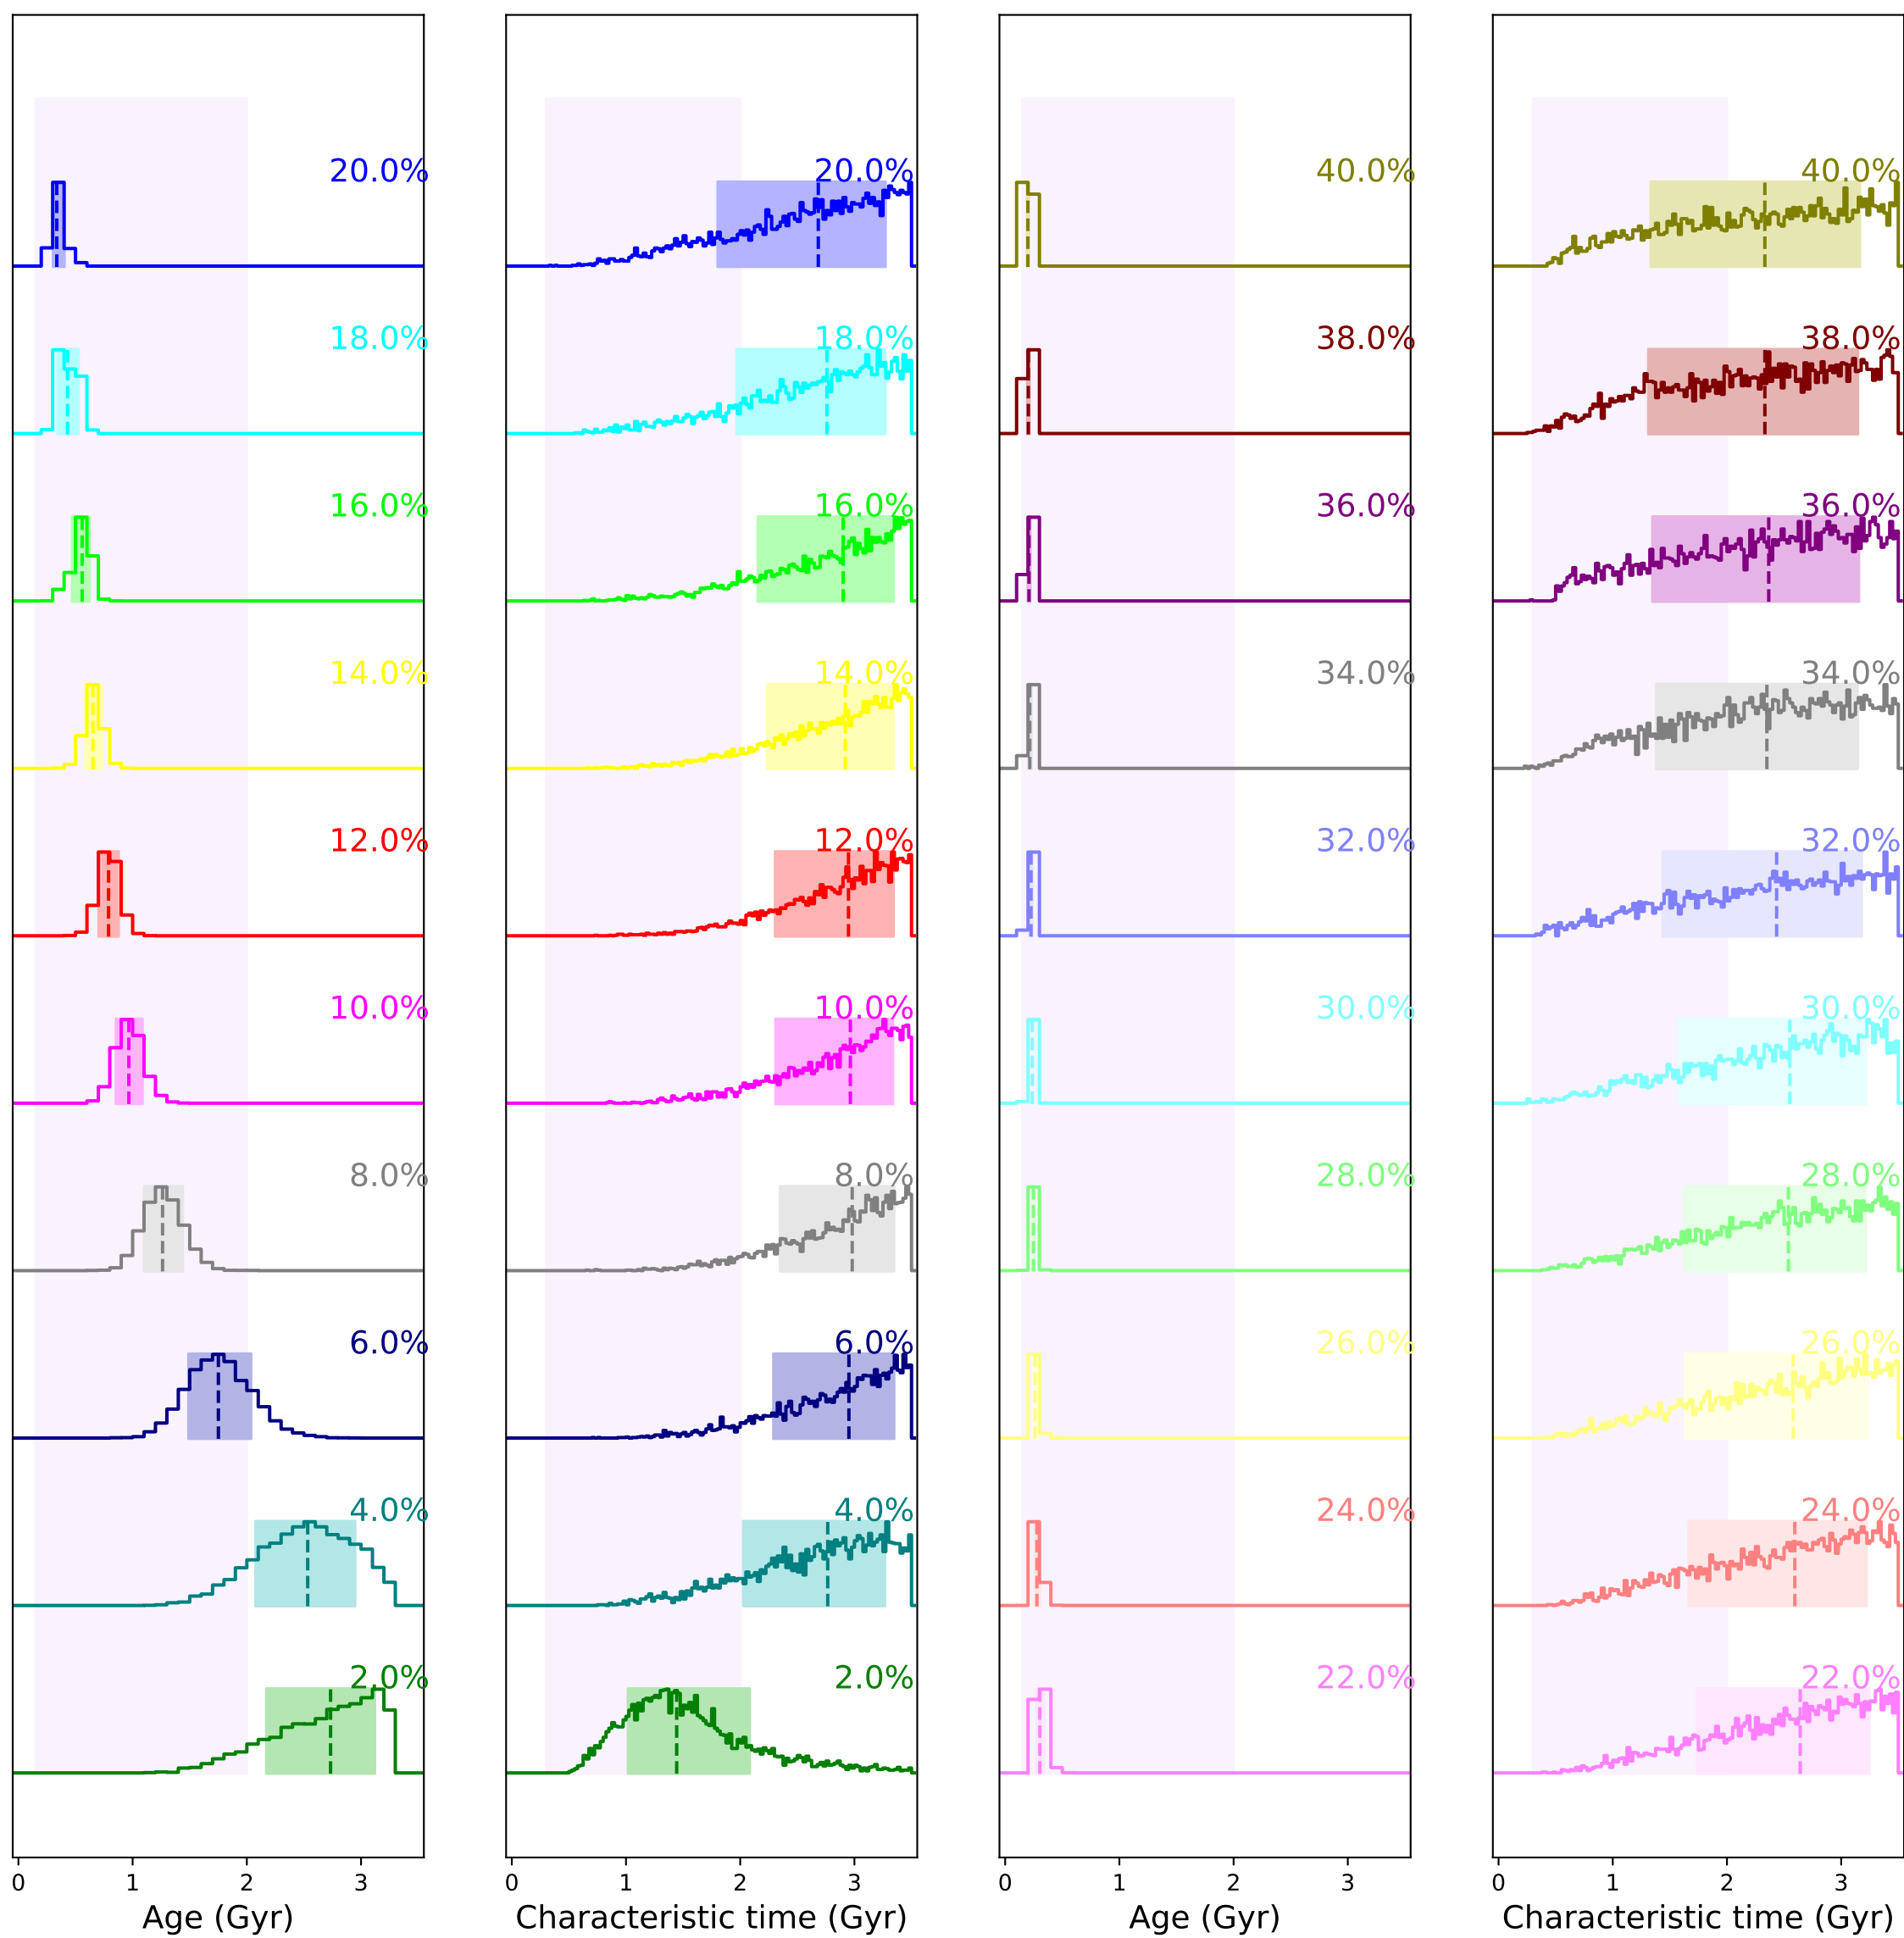 20.0% 20.0% 40.0% 40.0%
18.0% 18.0% 38.0% 38.0%
16.0% 16.0% 36.0% 36.0%
14.0% 14.0% 34.0% 34.0%
12.0% 12.0% 32.0% 32.0%
10.0% 10.0% 30.0% 30.0%
8.0% 8.0% 28.0% 28.0%
6.0% 6.0% 26.0% 26.0%
4.0% 4.0% 24.0% 24.0%
2.0% 2.0% 22.0% 22.0%
0 1 2 3 0 1 2 3 0 1 2 3 0 1 2 3
Age (Gyr) Characteristic time (Gyr) Age (Gyr) Characteristic time (Gyr)